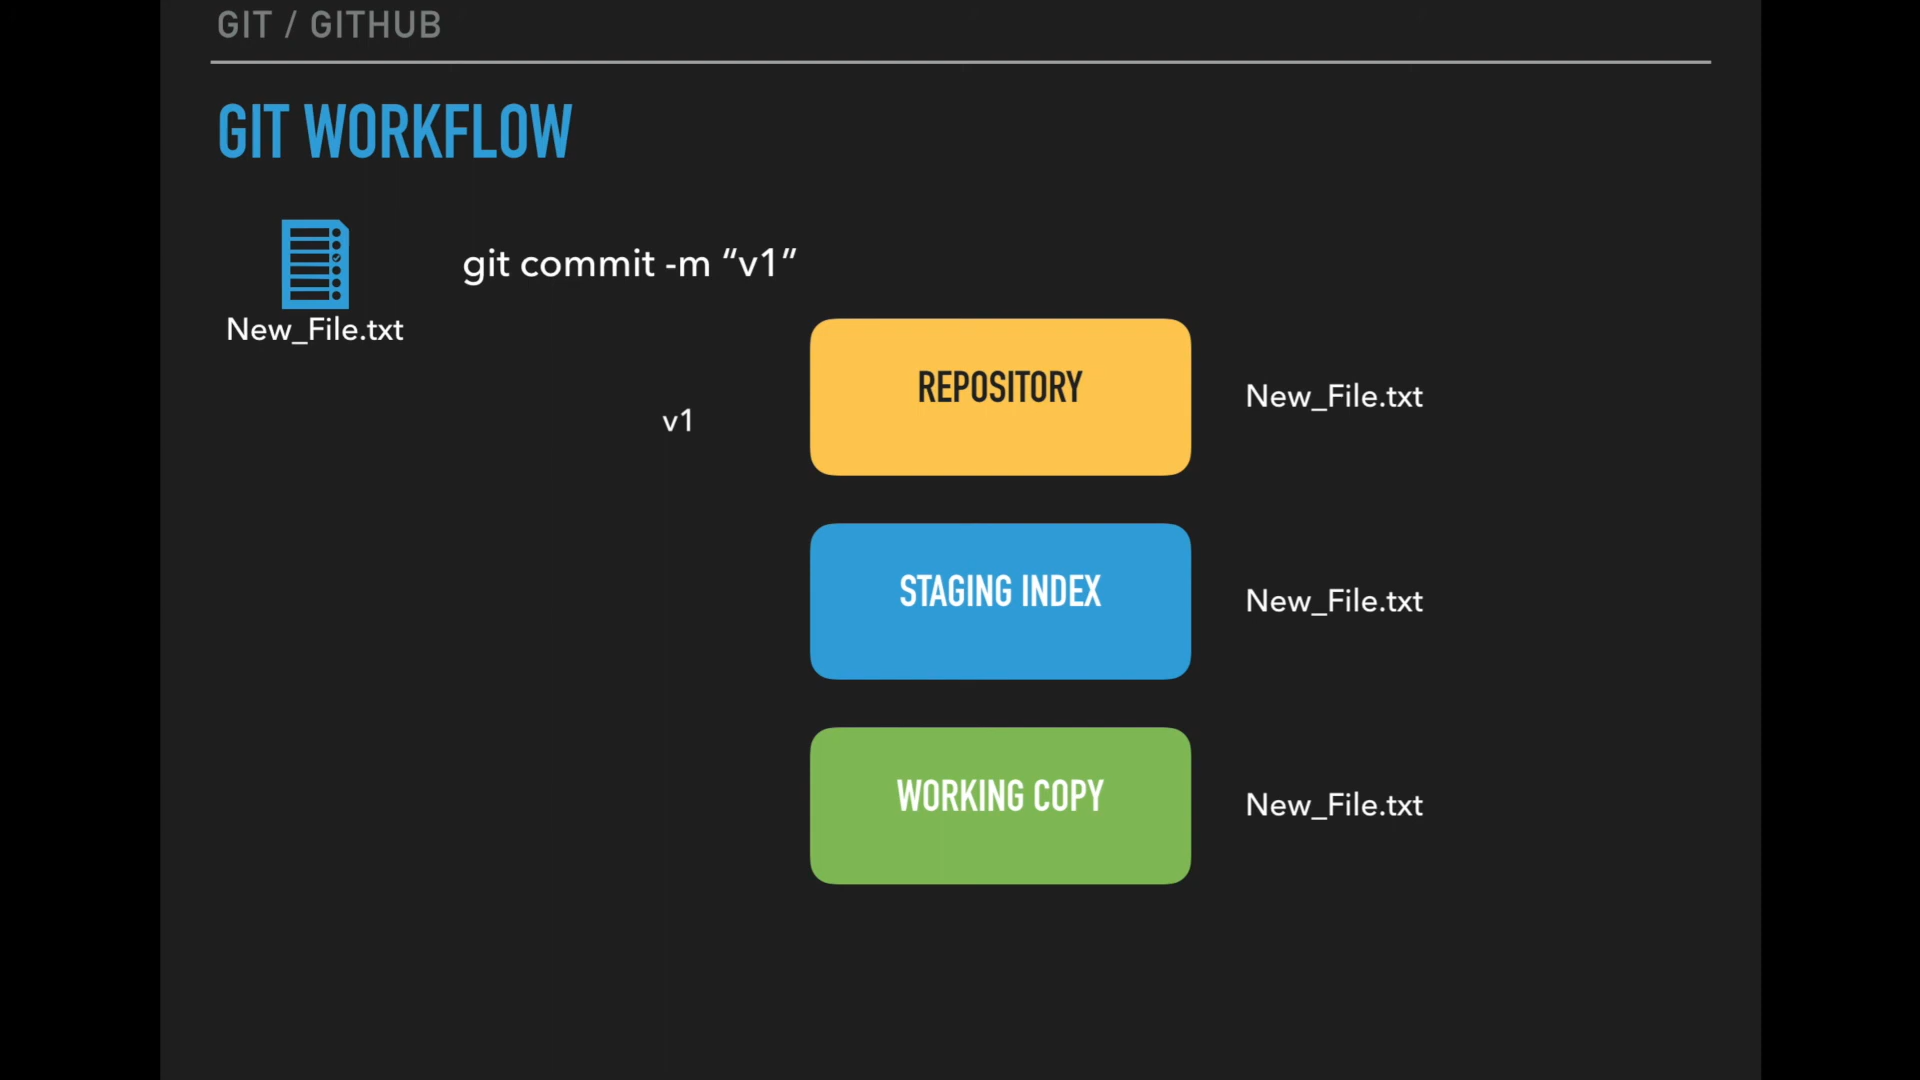 GIT / GITHUB
GIT WORKFLOW
git commit -m “v1”
New_File.txt
REPOSITORY
New_File.txt
v1
STAGING INDEX
New_File.txt
WORKING COPY
New_File.txt